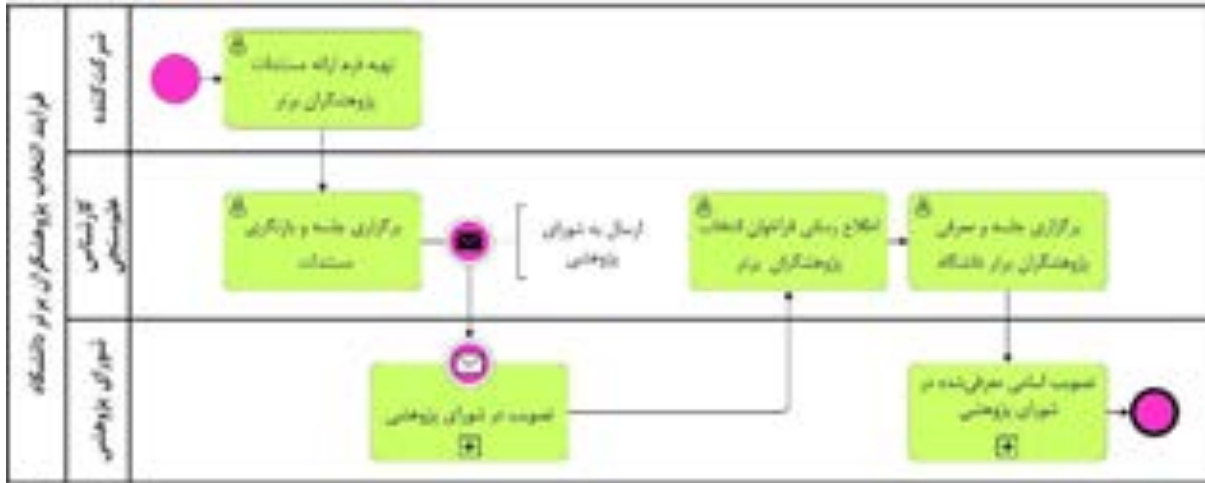 فرایند انتخاب پژوهشگران برتر دانشگاه
شرکت‌کننده
تهیه فرم ارائه مستندات
پژوهشگران برتر
کارشناس
برگزاری جلسه و بازنگری
مستندات
ارسال به شورای
پژوهشی
اطلاع رسانی فراخوان انتخاب
پژوهشگران برتر
برگزاری جلسه و معرفی
پژوهشگران برتر دانشگاه
شورای پژوهشی
تصویب در شورای پژوهشی
تصویب اسامی معرفی‌شده در
شورای پژوهشی